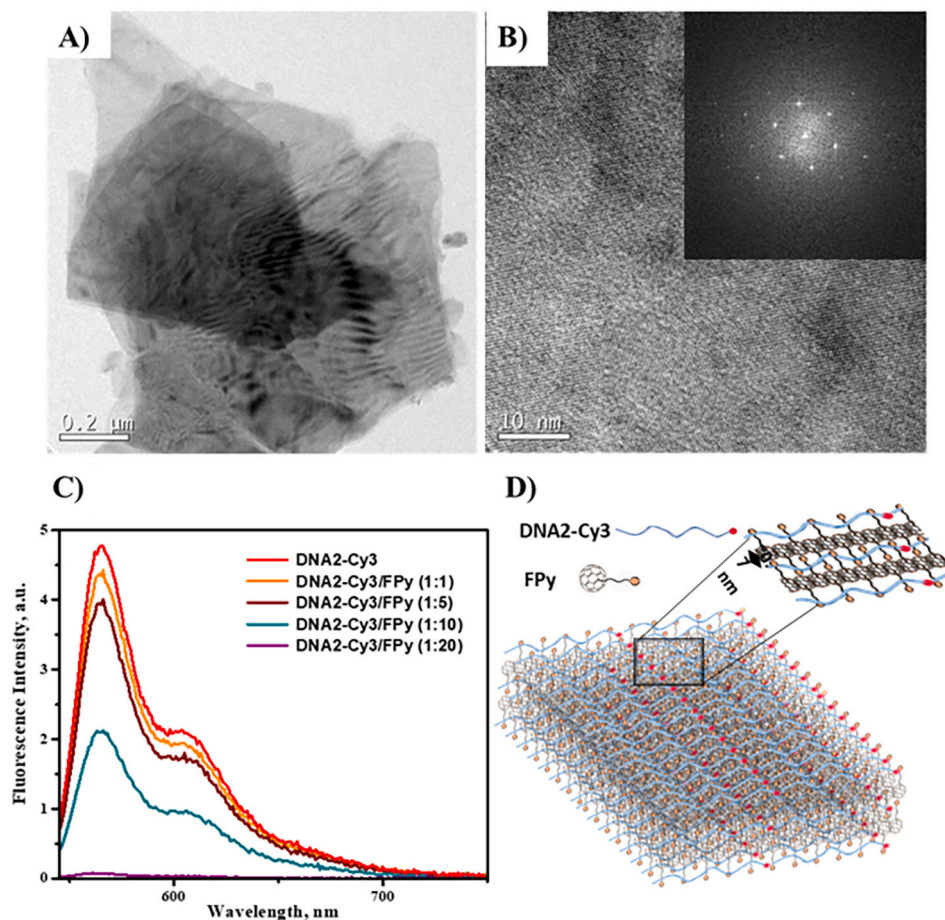 A)
0.2 μm
B)
10 nm
C)
5
4
3
2
1
0
600
700
Fluorescence Intensity, a.u.
Wavelength, nm
DNA2-Cy3
DNA2-Cy3/FPy (1:1)
DNA2-Cy3/FPy (1:5)
DNA2-Cy3/FPy (1:10)
DNA2-Cy3/FPy (1:20)
D)
DNA2-Cy3
FPy
nm